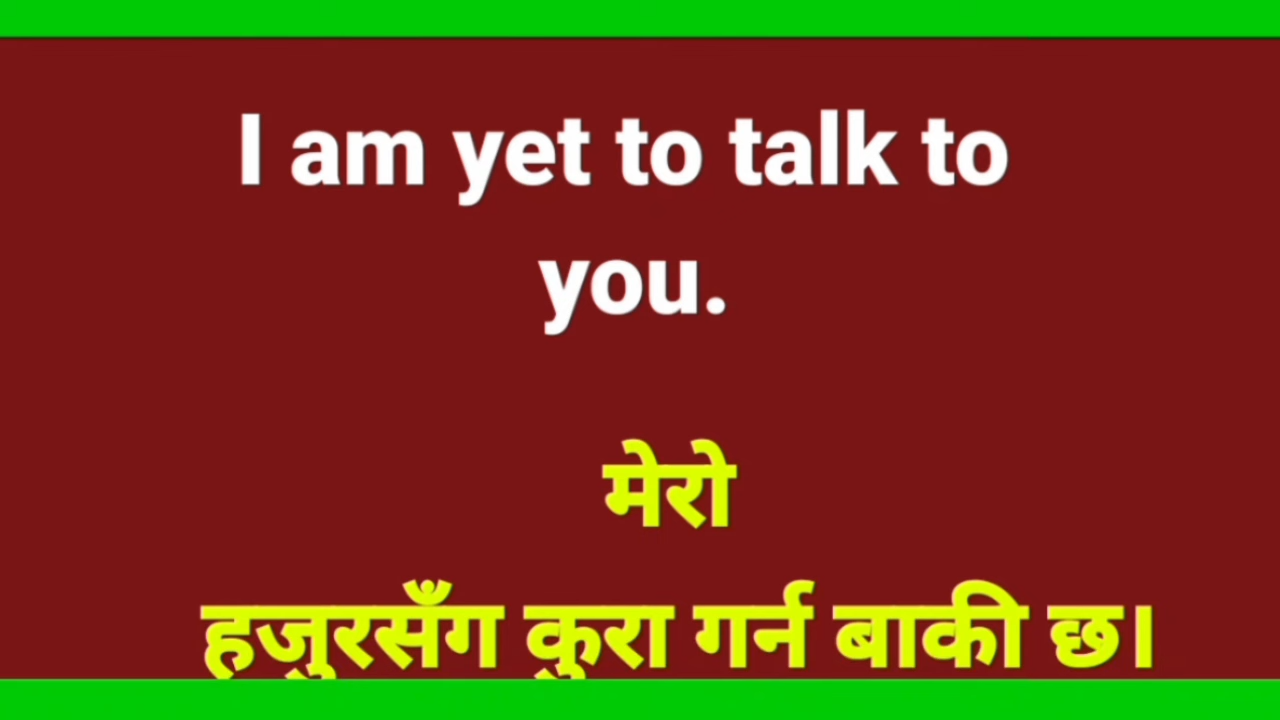 I am yet to talk to
you.
मेरो
हजुरसँग कुरा गर्न बाकी छ।